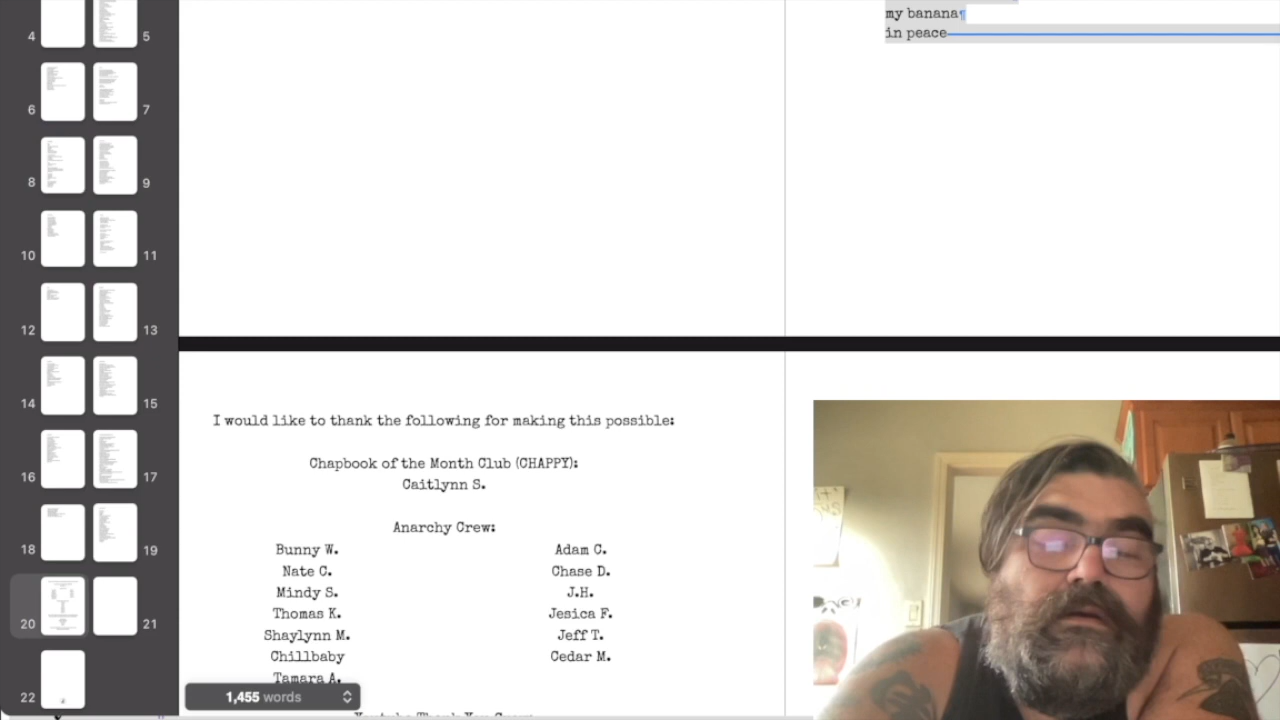 4
5
6
7
8
9
10
11
12
13
14
15
16
17
18
19
20
21
22
my banana¶
in peace
I would like to thank the following for making this possible:
Chapbook of the Month Club (CHAPPY):
Caitlynn S.
Anarchy Crew:
Bunny W.
Nate C.
Mindy S.
Thomas K.
Shaylynn M.
Chillbaby
Tamara A.
Adam C.
Chase D.
J.H.
Jesica F.
Jeff T.
Cedar M.
1,455 words